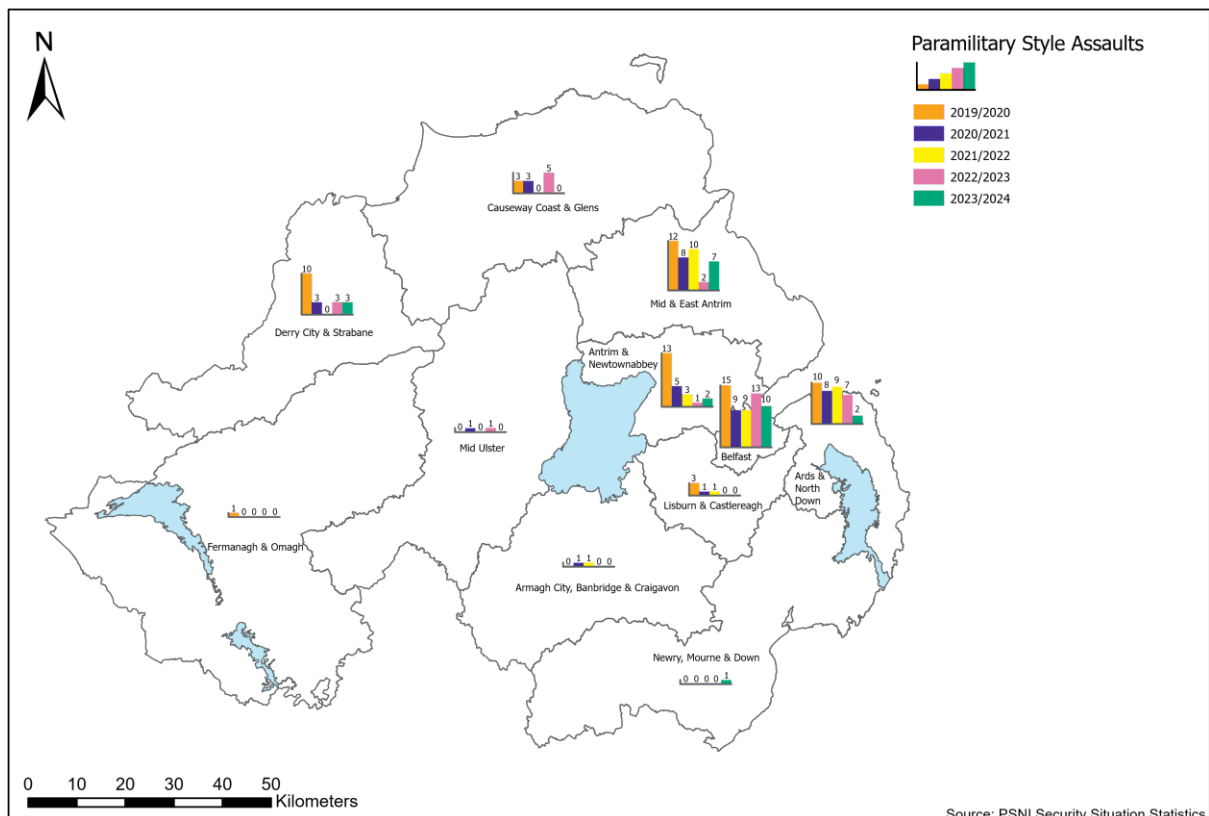 N
Paramilitary Style Assaults
2019/2020
2020/2021
2021/2022
2022/2023
2023/2024
3 3 0 5 0
Causeway Coast & Glens
12 8 10 2 7
Mid & East Antrim
10 3 0 3 3
Derry City & Strabane
Antrim &
Newtownabbey
13 5 3 1 2
15 9 9 13 10
Belfast
10 8 9 7 2
Ards &
North
Down
0 1 0 1 0
Mid Ulster
3 1 1 0 0
Lisburn & Castlereagh
1 0 0 0 0
Fermanagh & Omagh
0 1 1 0 0
Armagh City, Banbridge & Craigavon
Newry, Mourne & Down
0 0 0 0 1
0 10 20 30 40 50
Kilometers
Source: PSNI Security Situation Statistics